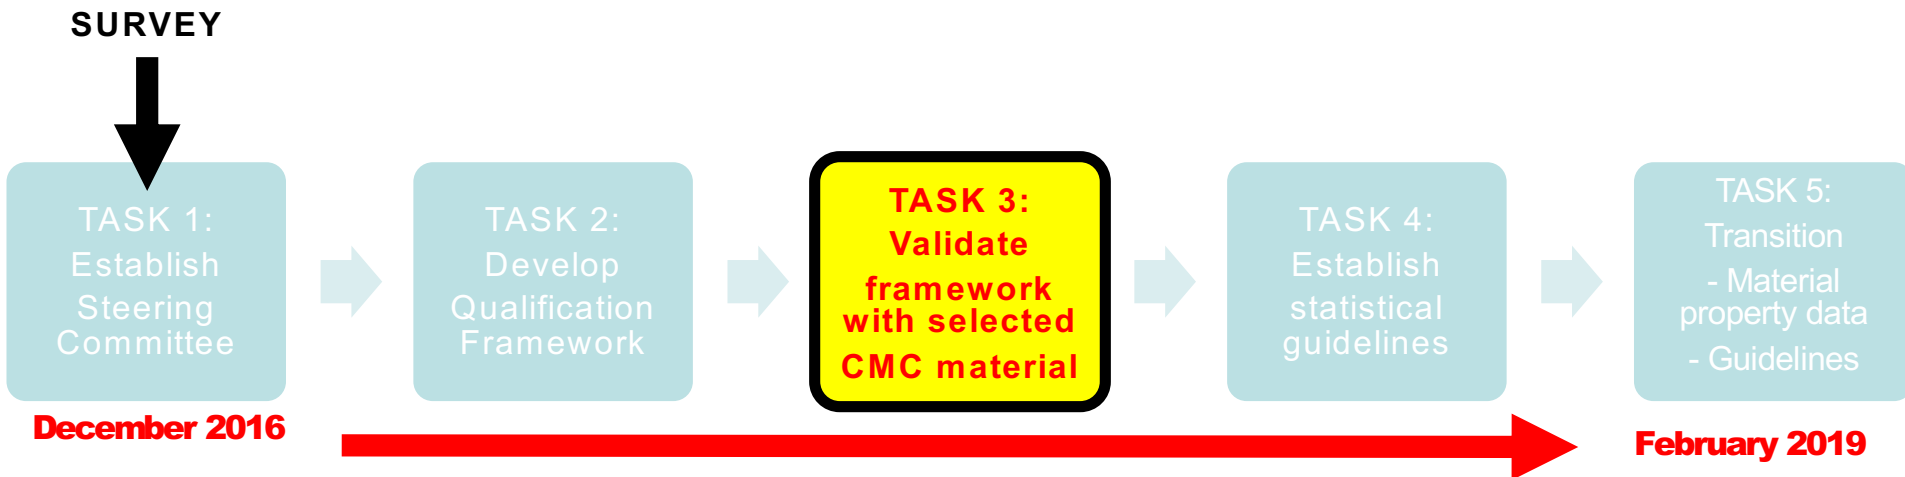 SURVEY
TASK 1:
Establish
Steering
Committee
TASK 2:
Develop
Qualification
Framework
TASK 3:
Validate
framework
with selected
CMC material
TASK 4:
Establish
statistical
guidelines
TASK 5:
Transition
- Material
property data
- Guidelines
December 2016
February 2019